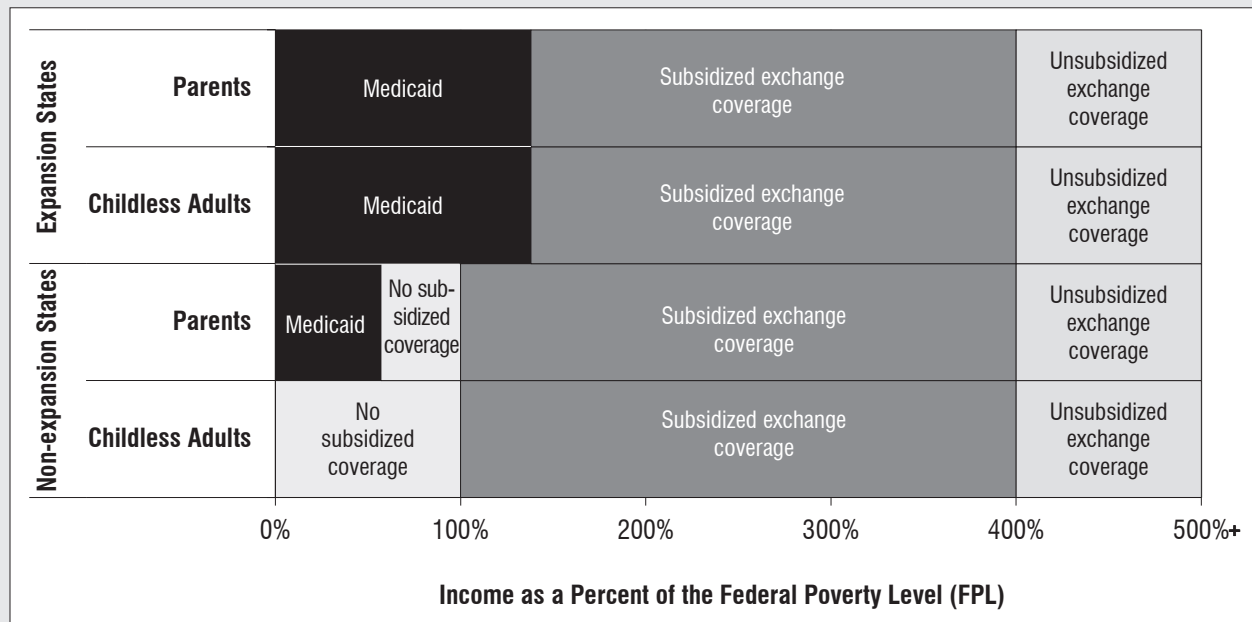 Expansion States
Parents
Medicaid
Subsidized exchange
coverage
Unsubsidized
exchange
coverage
Childless Adults
Medicaid
Subsidized exchange
coverage
Unsubsidized
exchange
coverage
Non-expansion States
Parents
Medicaid
No sub-
sidized
coverage
Subsidized exchange
coverage
Unsubsidized
exchange
coverage
Childless Adults
No
subsidized
coverage
Subsidized exchange
coverage
Unsubsidized
exchange
coverage
0% 100% 200% 300% 400% 500%+
Income as a Percent of the Federal Poverty Level (FPL)